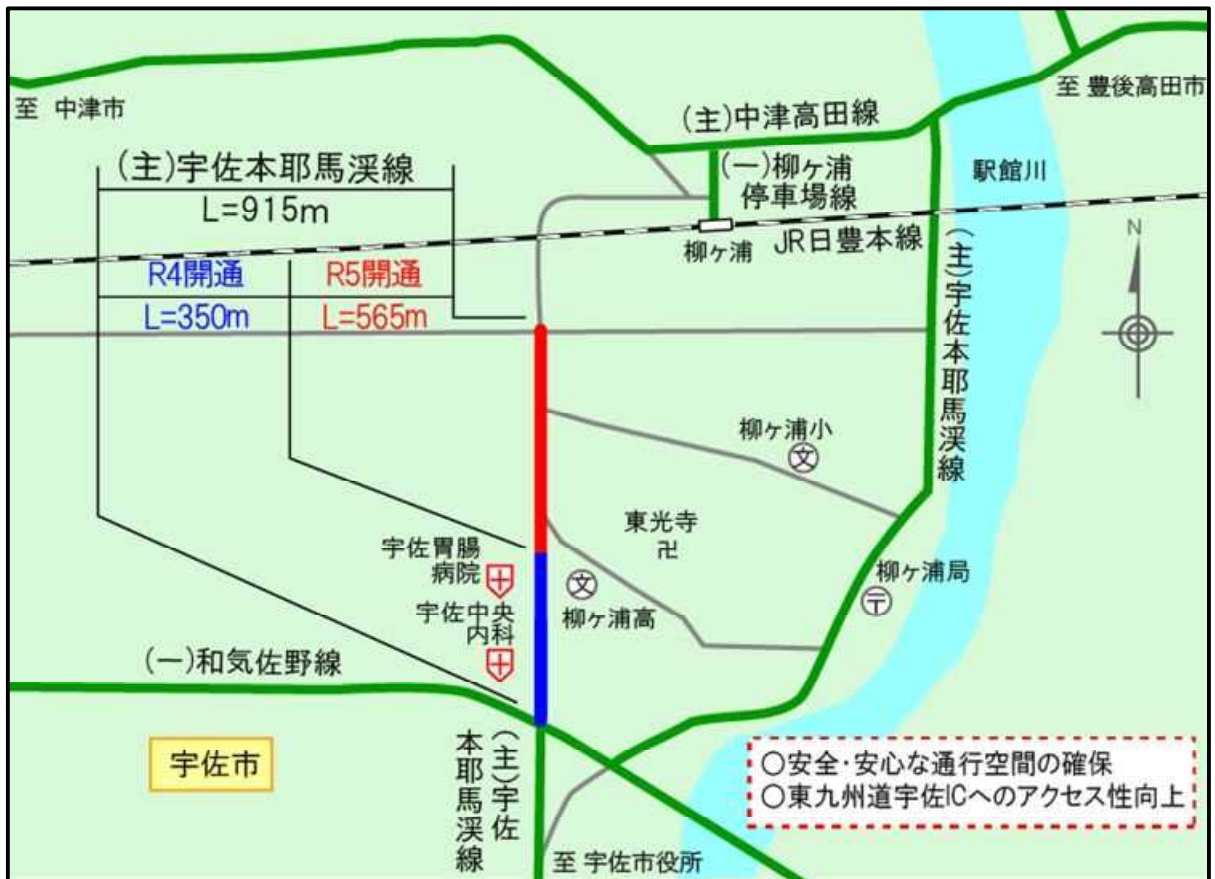 至 中津市
至 豊後高田市
(主)中津高田線
(主)宇佐本耶馬渓線
L=915m
(一)柳ヶ浦
停車場線
駅館川
柳ヶ浦
JR日豊本線
N
R4開通
R5開通
L=350m
L=565m
(主)宇佐本耶馬渓線
柳ヶ浦小
文
東光寺
卍
宇佐胃腸
病院
宇佐中央
内科
文
柳ヶ浦高
柳ヶ浦局
〒
(一)和気佐野線
宇佐市
(主)宇佐
本耶馬渓線
○安全・安心な通行空間の確保
○東九州道宇佐ICへのアクセス性向上
至 宇佐市役所